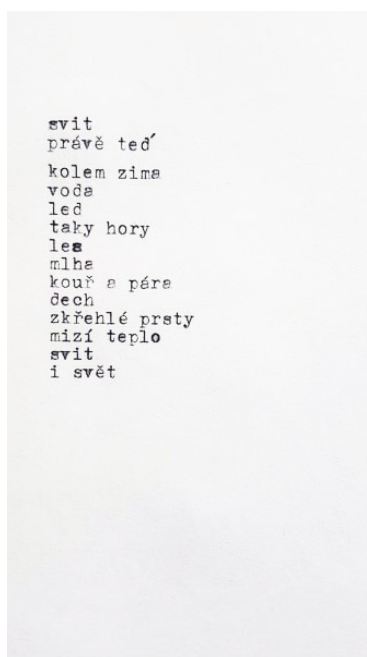 svit
právě teď
kolem zima
voda
led
taky hory
les
mlha
kouř a pára
dech
zkřehlé prsty
mizí teplo
svit
i svět